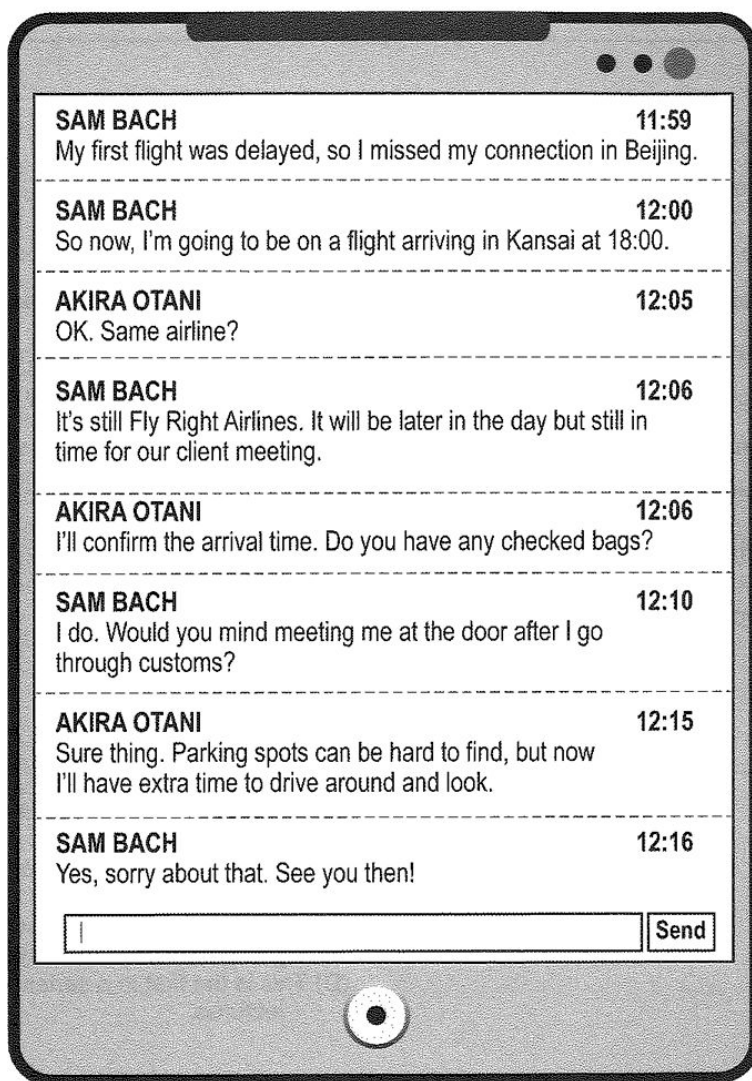 SAM BACH 11:59
My first flight was delayed, so I missed my connection in Beijing.
SAM BACH 12:00
So now, I'm going to be on a flight arriving in Kansai at 18:00.
AKIRA OTANI 12:05
OK. Same airline?
SAM BACH 12:06
It's still Fly Right Airlines. It will be later in the day but still in
time for our client meeting.
AKIRA OTANI 12:06
I'll confirm the arrival time. Do you have any checked bags?
SAM BACH 12:10
I do. Would you mind meeting me at the door after I go
through customs?
AKIRA OTANI 12:15
Sure thing. Parking spots can be hard to find, but now
I'll have extra time to drive around and look.
SAM BACH 12:16
Yes, sorry about that. See you then!
Send